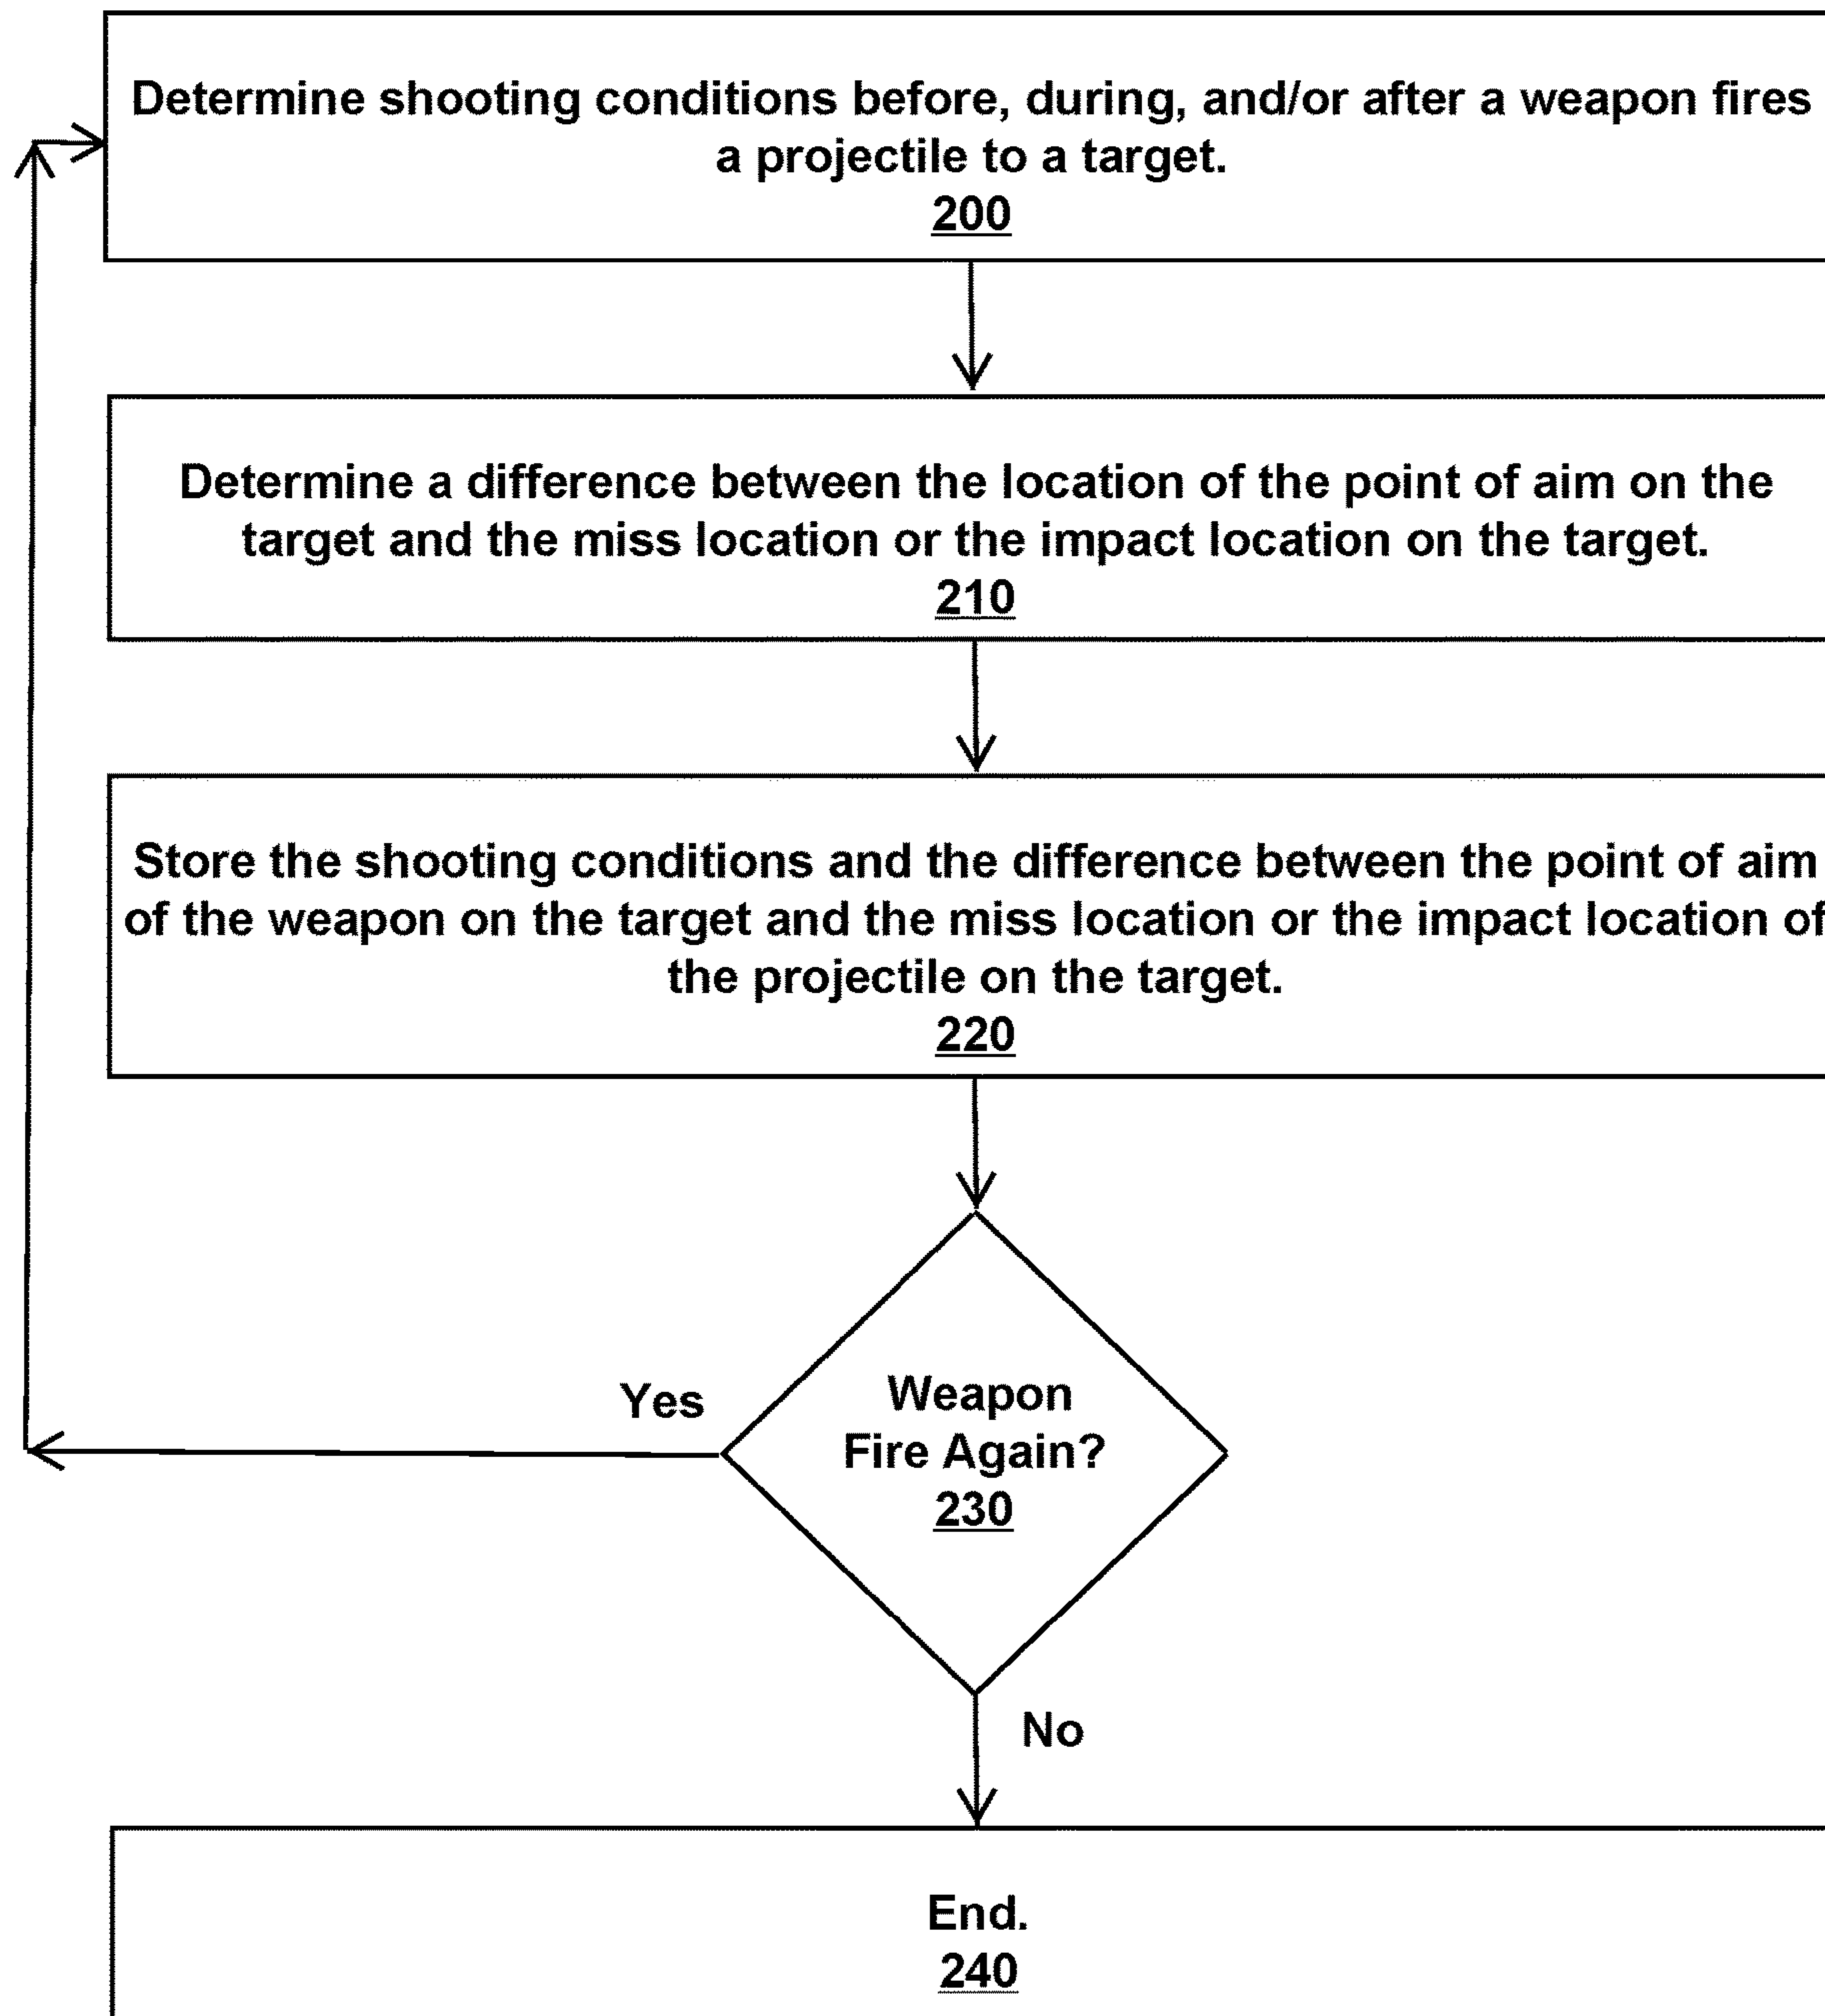 Determine shooting conditions before, during, and/or after a weapon fires
a projectile to a target.
200
Determine a difference between the location of the point of aim on the
target and the miss location or the impact location on the target.
210
Store the shooting conditions and the difference between the point of aim
of the weapon on the target and the miss location or the impact location of
the projectile on the target.
220
Yes
Weapon
Fire Again?
230
No
End.
240